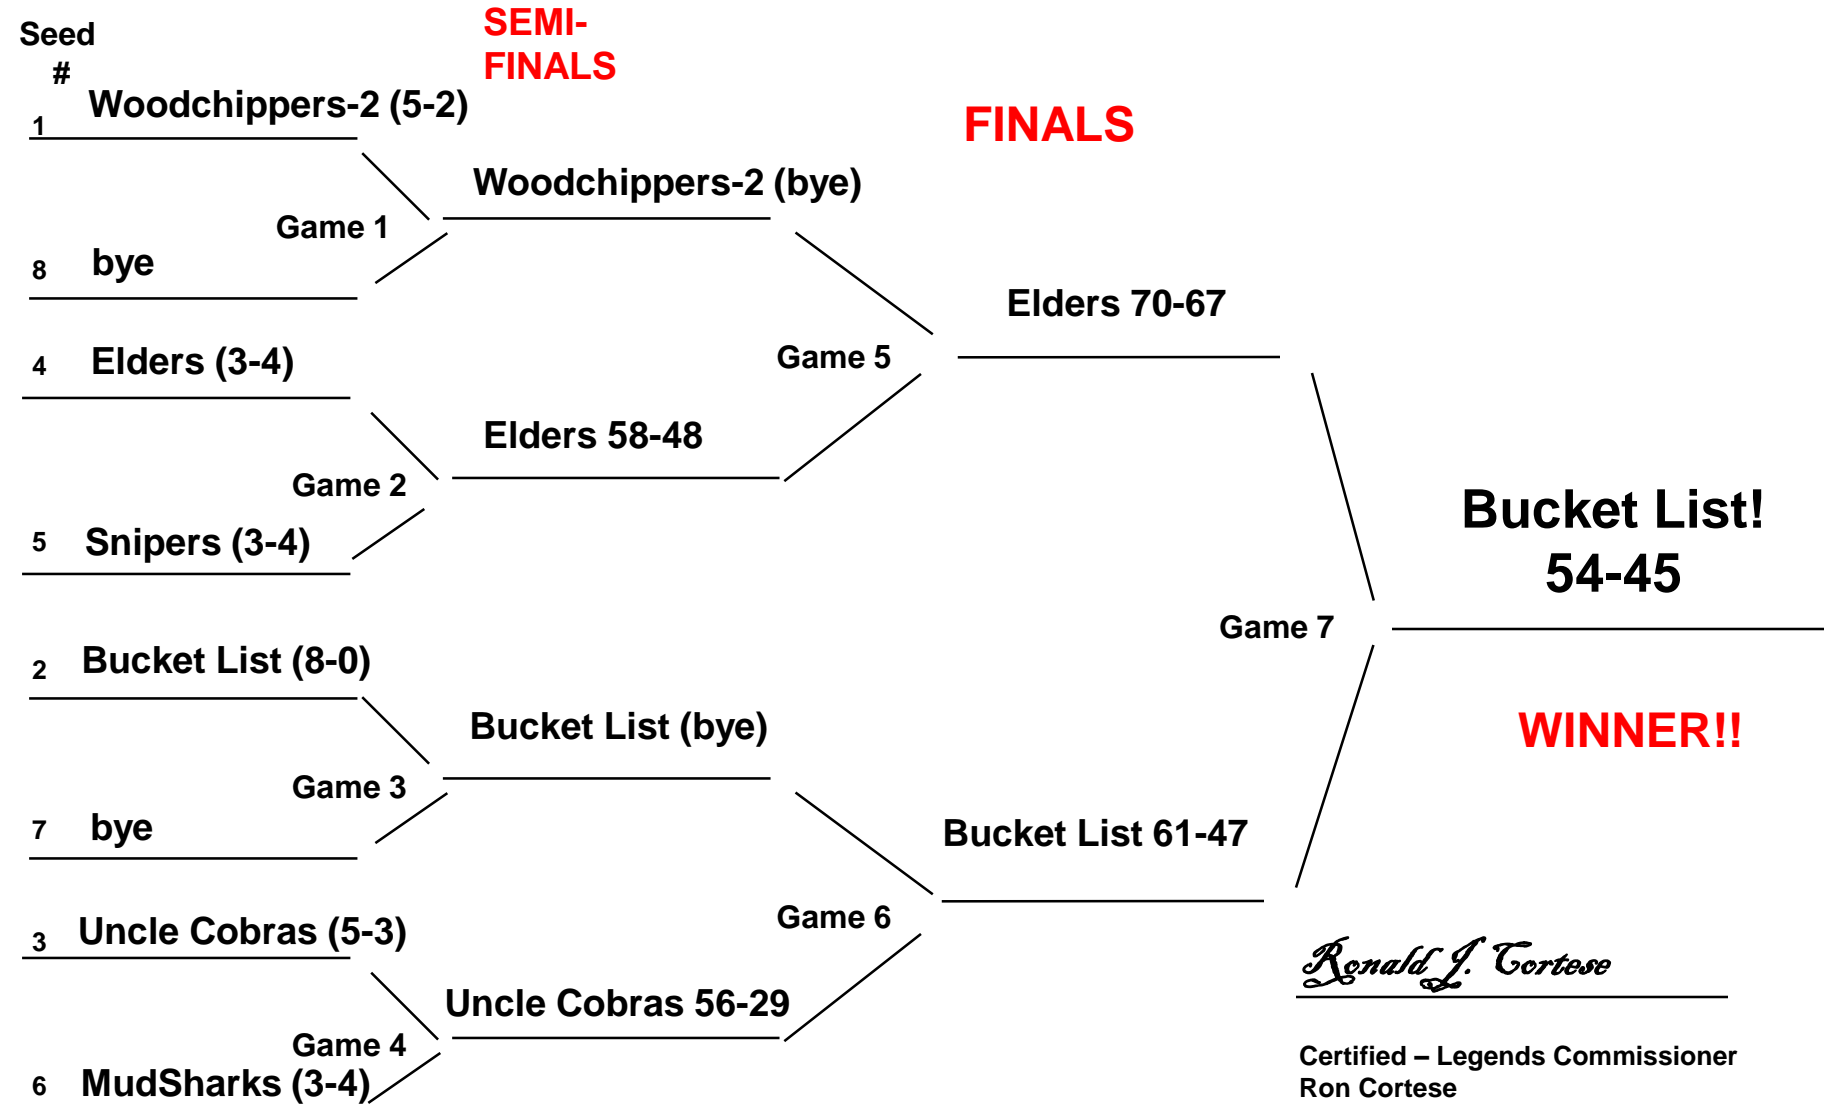 Seed
#
SEMI-
FINALS
FINALS
1 Woodchippers-2 (5-2)
Woodchippers-2 (bye)
Game 1
8 bye
Elders 70-67
4 Elders (3-4)
Game 5
Elders 58-48
Game 2
5 Snipers (3-4)
Bucket List!
54-45
Game 7
2 Bucket List (8-0)
Bucket List (bye)
WINNER!!
Game 3
7 bye
Bucket List 61-47
3 Uncle Cobras (5-3)
Game 6
Uncle Cobras 56-29
Game 4
6 MudSharks (3-4)
Ronald J. Cortese
Certified – Legends Commissioner
Ron Cortese